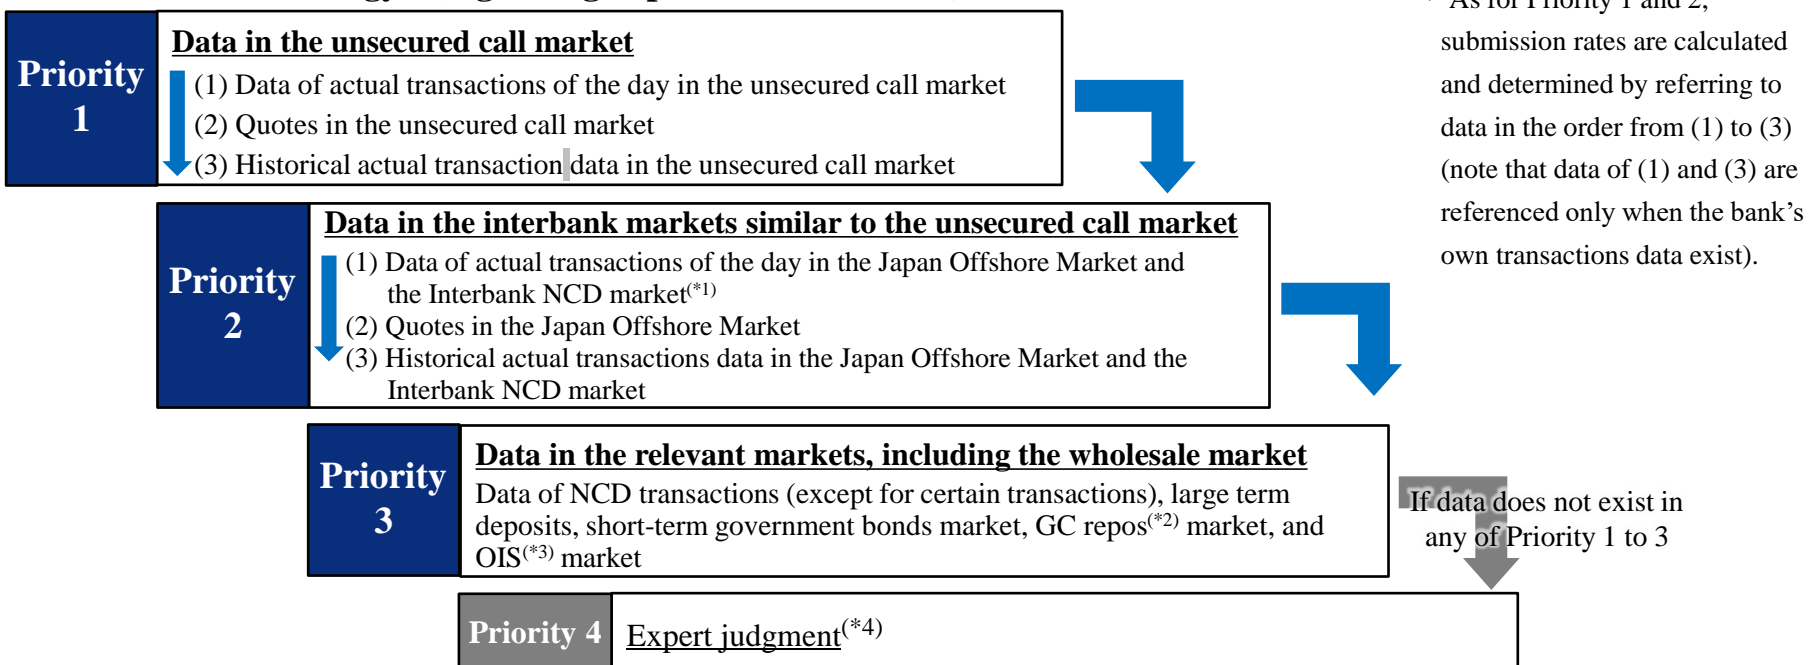 As for Priority 1 and 2,
submission rates are calculated
and determined by referring to
data in the order from (1) to (3)
(note that data of (1) and (3) are
referenced only when the bank's
own transactions data exist).
Priority
1
Data in the unsecured call market
(1) Data of actual transactions of the day in the unsecured call market
(2) Quotes in the unsecured call market
(3) Historical actual transaction data in the unsecured call market
Priority
2
Data in the interbank markets similar to the unsecured call market
(1) Data of actual transactions of the day in the Japan Offshore Market and
the Interbank NCD market(*1)
(2) Quotes in the Japan Offshore Market
(3) Historical actual transactions data in the Japan Offshore Market and the
Interbank NCD market
Priority
3
Data in the relevant markets, including the wholesale market
Data of NCD transactions (except for certain transactions), large term
deposits, short-term government bonds market, GC repos(*2) market, and
OIS(*3) market
If data does not exist in
any of Priority 1 to 3
Priority 4
Expert judgment(*4)